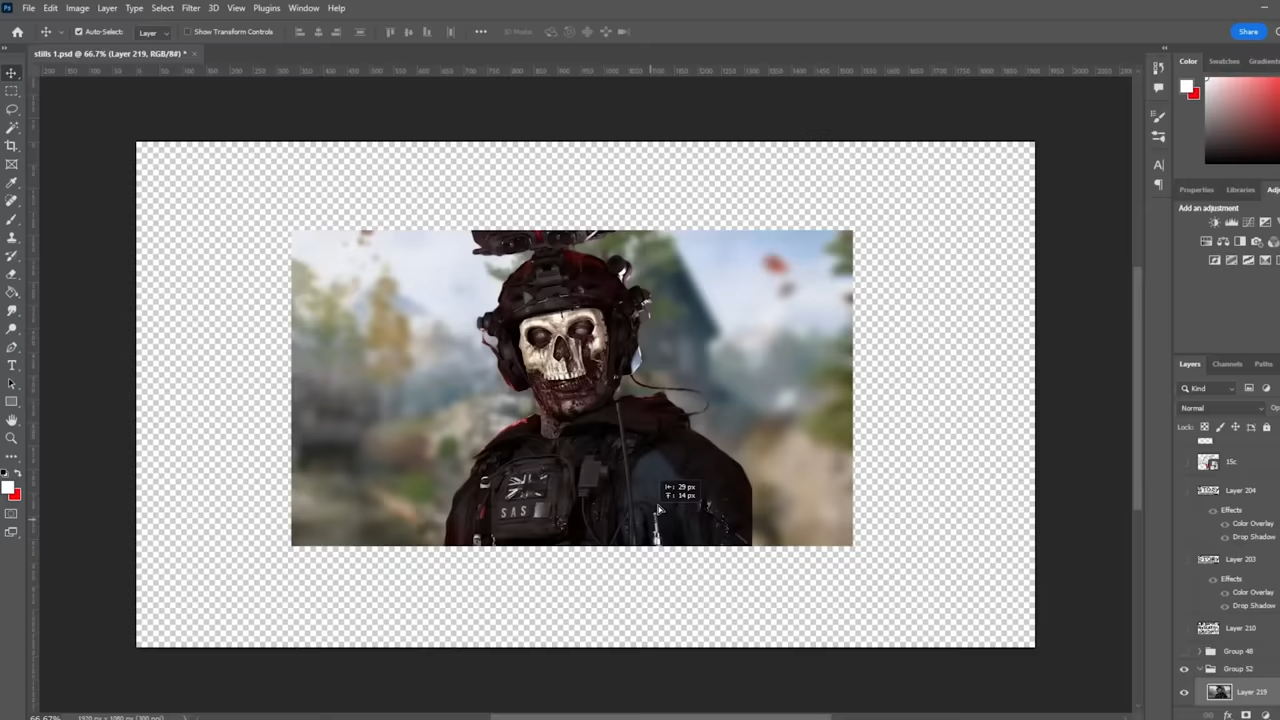 Ps File Edit Image Layer Type Select Filter 3D View Plugins Window Help
Auto-Select: Layer Show Transform Controls 3D Mode: Share
stills 1.psd @ 66.7% (Layer 219, RGB/8#) *
Color Swatches Gradients
Properties Libraries Adj
Add an adjustment
Layers Channels Paths
Kind
Normal Op
Lock:
15c
Layer 204
Effects
Color Overlay
Drop Shadow
Layer 203
Effects
Color Overlay
Drop Shadow
Layer 210
Group 48
Group 52
Layer 219
SAS
29 px
14 px
66.67% 1920 px x 1080 px (300 ppi)